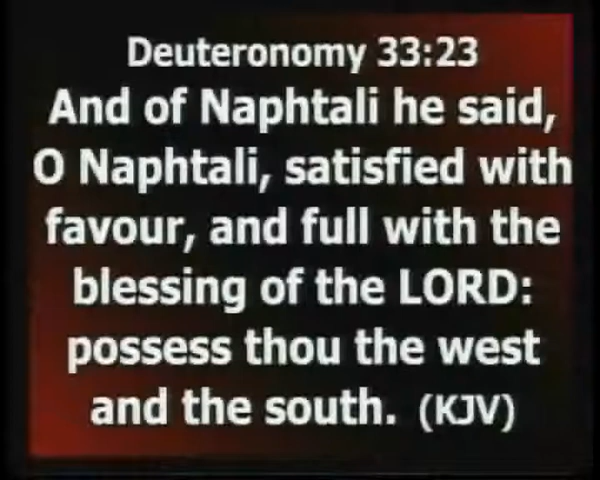 Deuteronomy 33:23
And of Naphtali he said,
O Naphtali, satisfied with
favour, and full with the
blessing of the LORD:
possess thou the west
and the south. (KJV)